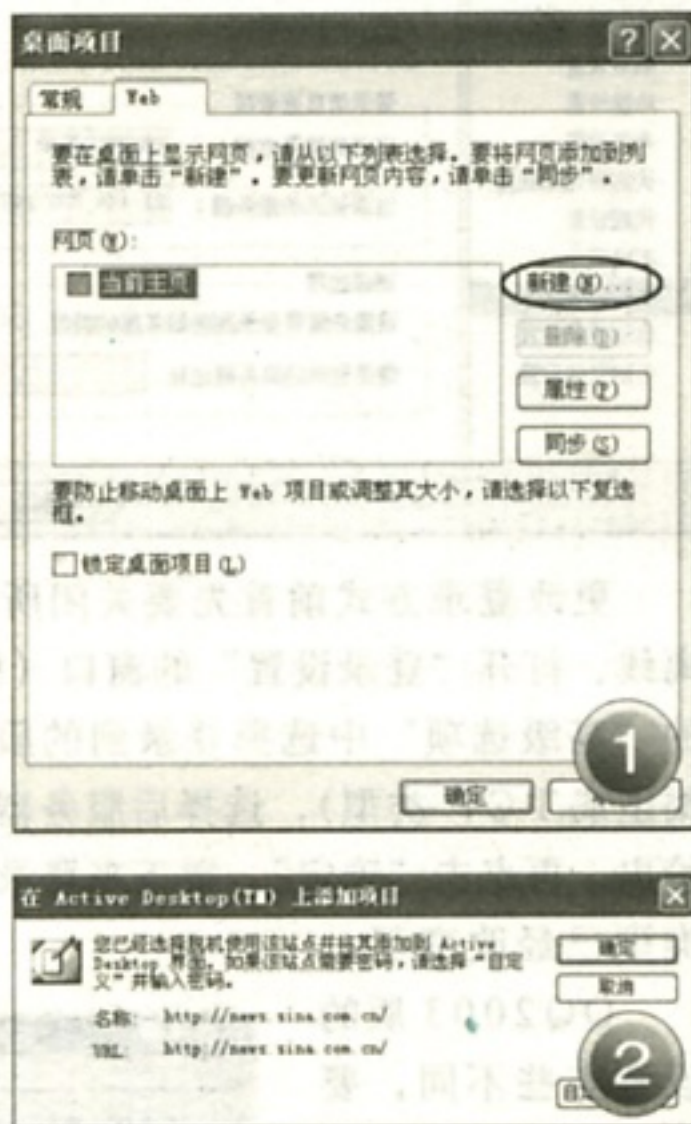 桌面项目
常规 Web
要在桌面上显示网页，请从以下列表选择。要将网页添加到列
表，请单击“新建”。要更新网页内容，请单击“同步”。
网页(W):
当前主页
新建(N)...
删除(D)
属性(P)
同步(S)
要防止移动桌面上 Web 项目或调整其大小，请选择以下复选
框。
锁定桌面项目(L)
1
确定
在 Active Desktop(TM) 上添加项目
您已经选择脱机使用该站点并将其添加到 Active
Desktop 界面。如果该站点需要密码，请选择“自定
义”并输入密码。
确定
取消
名称: http://news.sina.com.cn/
URL: http://news.sina.com.cn/
2